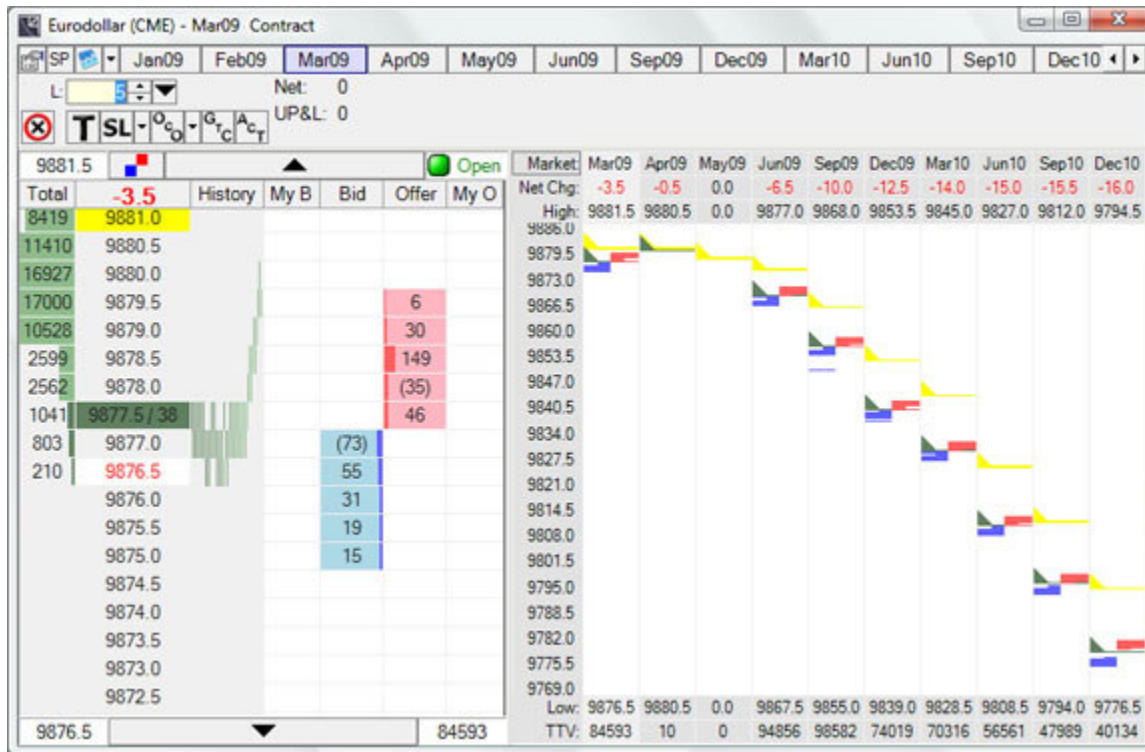 Eurodollar (CME) - Mar09 Contract
SP Jan09 Feb09 Mar09 Apr09 May09 Jun09 Sep09 Dec09 Mar10 Jun10 Sep10 Dec10
L: 5 Net: 0
UP&L: 0
T SL OCO GTC ACT
9881.5 Open
Total -3.5 History My B Bid Offer My O
8419 9881.0
11410 9880.5
16927 9880.0
17000 9879.5 6
10528 9879.0 30
2599 9878.5 149
2562 9878.0 (35)
1041 9877.5 / 38 46
803 9877.0 (73)
210 9876.5 55
9876.0 31
9875.5 19
9875.0 15
9874.5
9874.0
9873.5
9873.0
9872.5
9876.5 84593
Market Mar09 Apr09 May09 Jun09 Sep09 Dec09 Mar10 Jun10 Sep10 Dec10
Net Chg: -3.5 -0.5 0.0 -6.5 -10.0 -12.5 -14.0 -15.0 -15.5 -16.0
High: 9881.5 9880.5 0.0 9877.0 9868.0 9853.5 9845.0 9827.0 9812.0 9794.5
9886.0
9879.5
9873.0
9866.5
9860.0
9853.5
9847.0
9840.5
9834.0
9827.5
9821.0
9814.5
9808.0
9801.5
9795.0
9788.5
9782.0
9775.5
9769.0
Low: 9876.5 9880.5 0.0 9867.5 9855.0 9839.0 9828.5 9808.5 9794.0 9776.5
TTV: 84593 10 0 94856 98582 74019 70316 56561 47989 40134